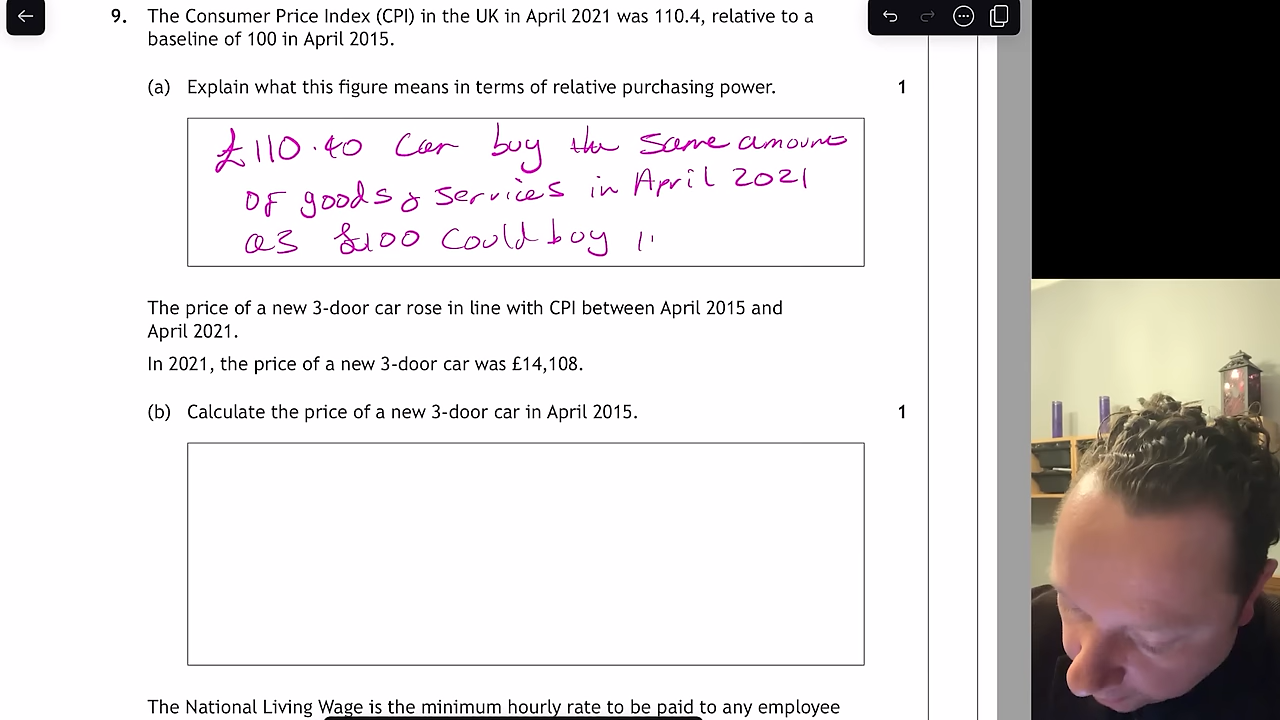 9. The Consumer Price Index (CPI) in the UK in April 2021 was 110.4, relative to a
baseline of 100 in April 2015.
(a) Explain what this figure means in terms of relative purchasing power. 1
£110.40 can buy the same amount
of goods & services in April 2021
as £100 could buy i
The price of a new 3-door car rose in line with CPI between April 2015 and
April 2021.
In 2021, the price of a new 3-door car was £14,108.
(b) Calculate the price of a new 3-door car in April 2015. 1
The National Living Wage is the minimum hourly rate to be paid to any employee